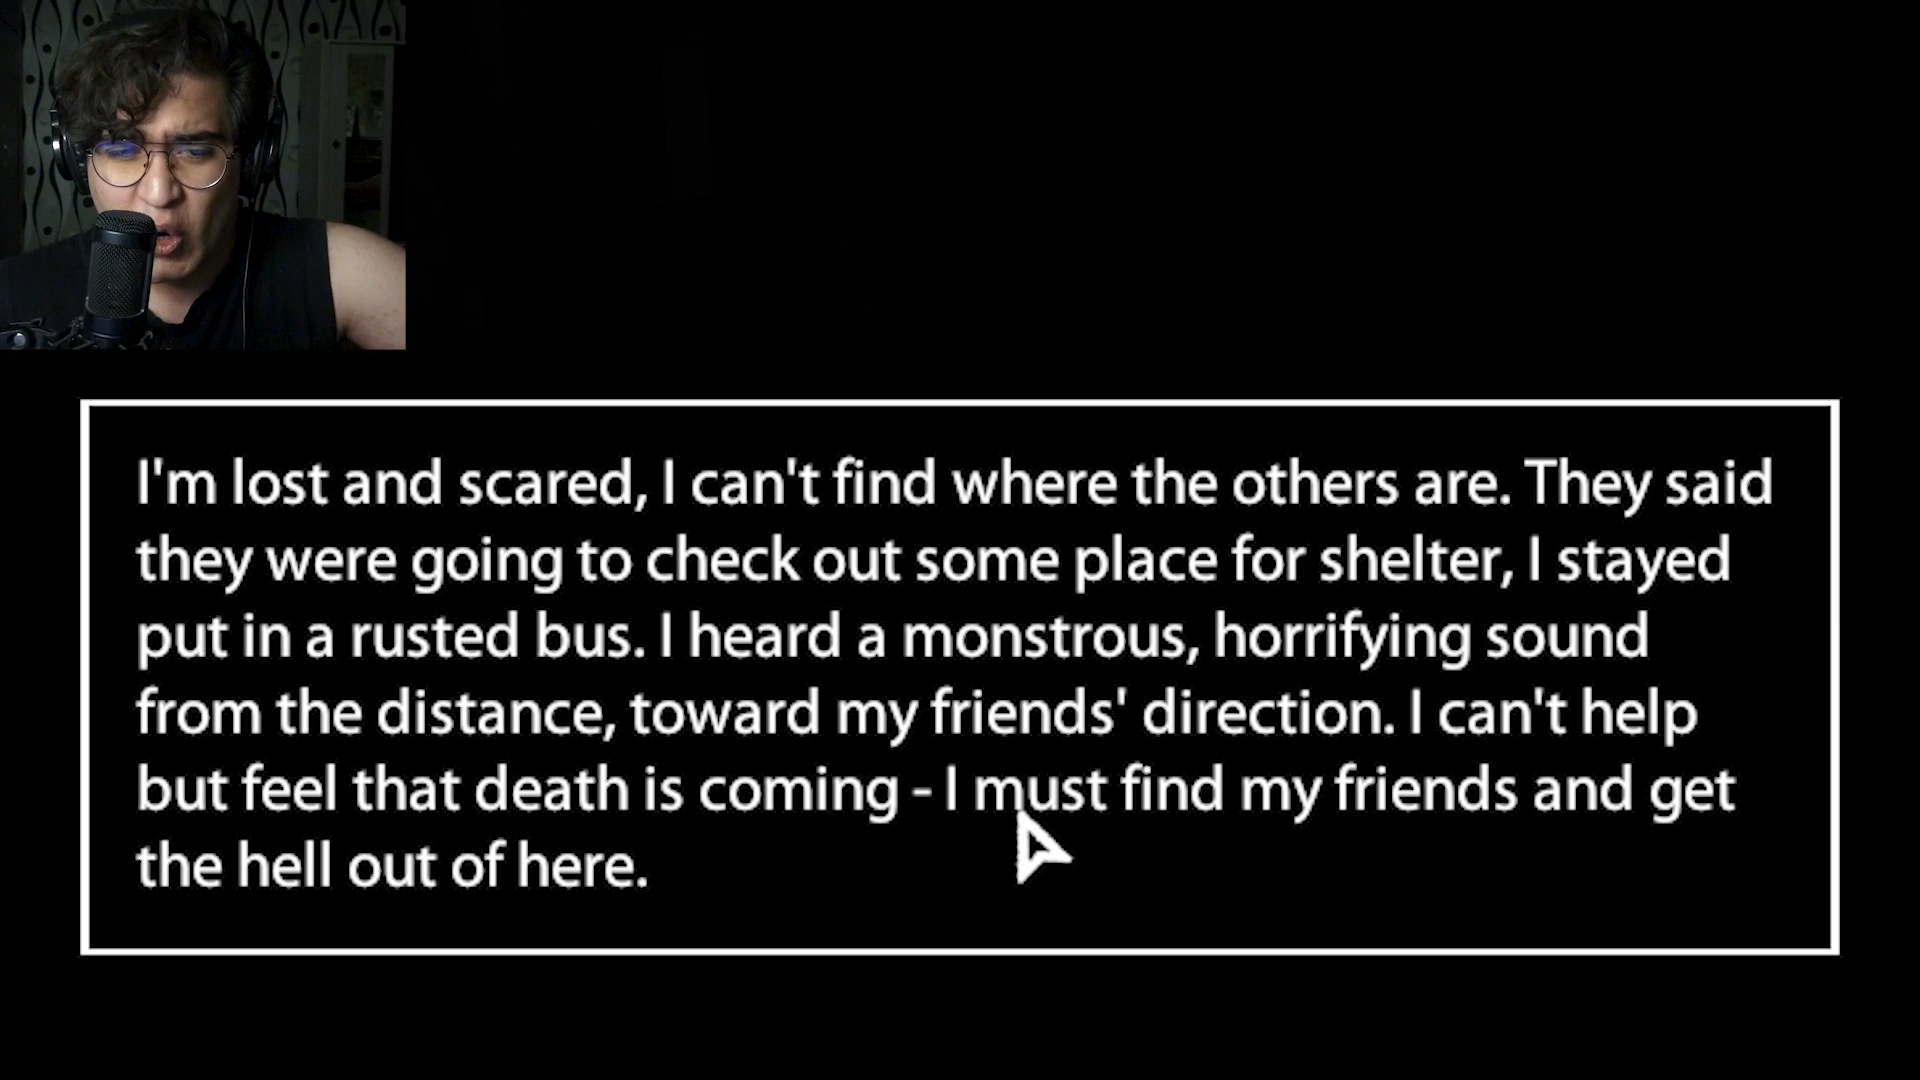 I'm lost and scared, I can't find where the others are. They said
they were going to check out some place for shelter, I stayed
put in a rusted bus. I heard a monstrous, horrifying sound
from the distance, toward my friends' direction. I can't help
but feel that death is coming - I must find my friends and get
the hell out of here.